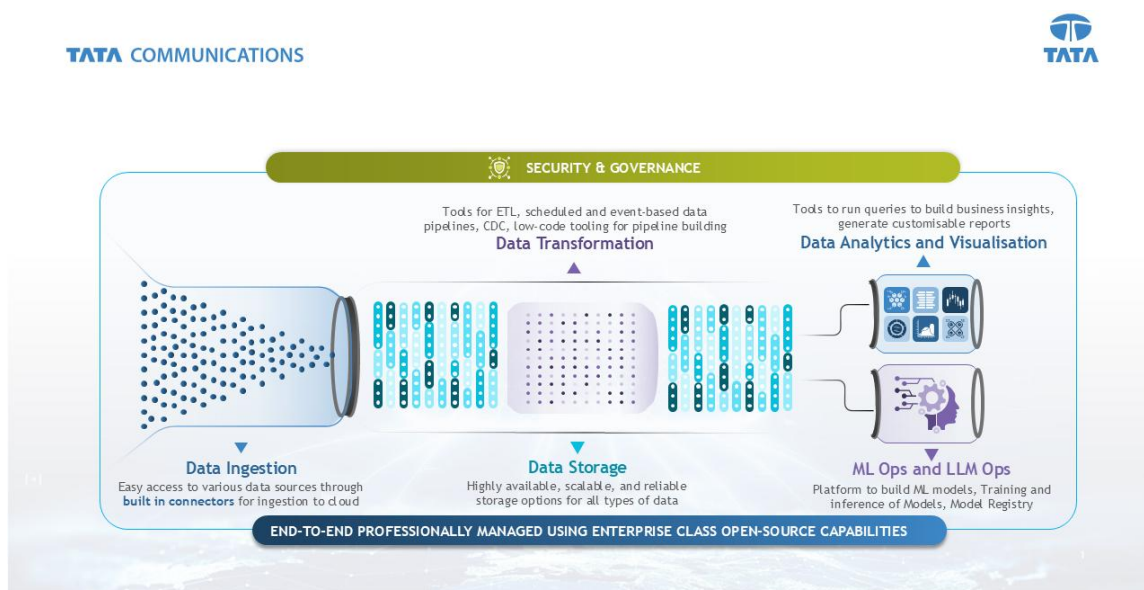 TATA COMMUNICATIONS
TATA
SECURITY & GOVERNANCE
Tools for ETL, scheduled and event-based data
pipelines, CDC, low-code tooling for pipeline building
Data Transformation
Tools to run queries to build business insights,
generate customisable reports
Data Analytics and Visualisation
Data Ingestion
Easy access to various data sources through
built in connectors for ingestion to cloud
Data Storage
Highly available, scalable, and reliable
storage options for all types of data
ML Ops and LLM Ops
Platform to build ML models, Training and
inference of Models, Model Registry
END-TO-END PROFESSIONALLY MANAGED USING ENTERPRISE CLASS OPEN-SOURCE CAPABILITIES